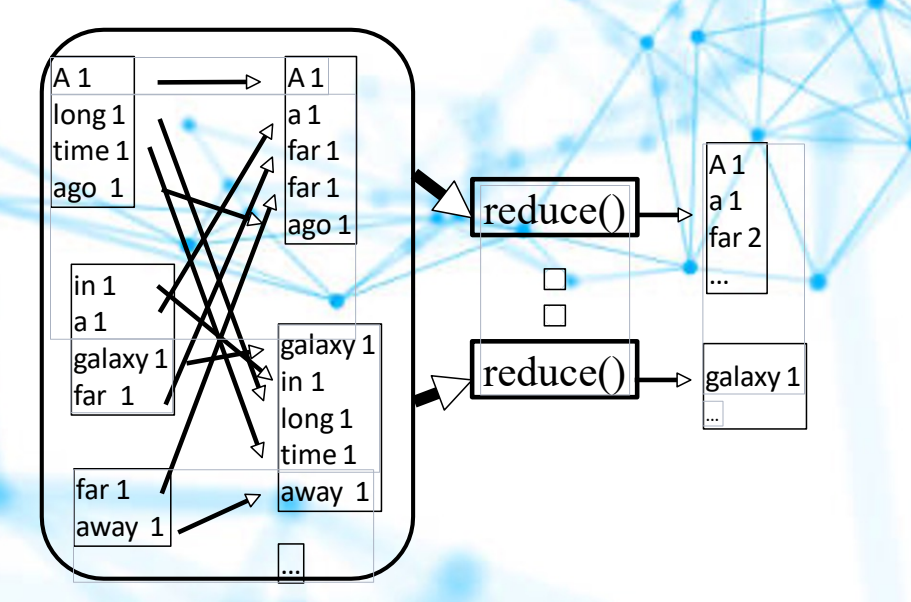 A 1
long 1
time 1
ago 1
in 1
a 1
galaxy 1
far 1
far 1
away 1
A 1
a 1
far 1
far 1
ago 1
galaxy 1
in 1
long 1
time 1
away 1
...
reduce()
reduce()
A 1
a 1
far 2
...
galaxy 1
...